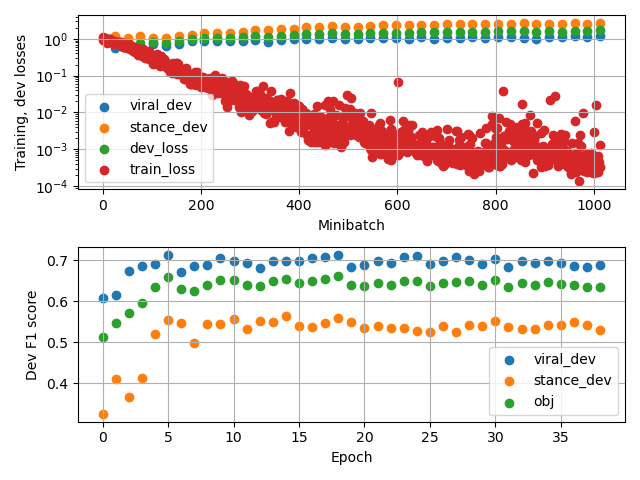 Training, dev losses
10⁰
10⁻¹
10⁻²
10⁻³
10⁻⁴
viral_dev
stance_dev
dev_loss
train_loss
0 200 400 600 800 1000
Minibatch
Dev F1 score
0.7
0.6
0.5
0.4
viral_dev
stance_dev
obj
0 5 10 15 20 25 30 35
Epoch